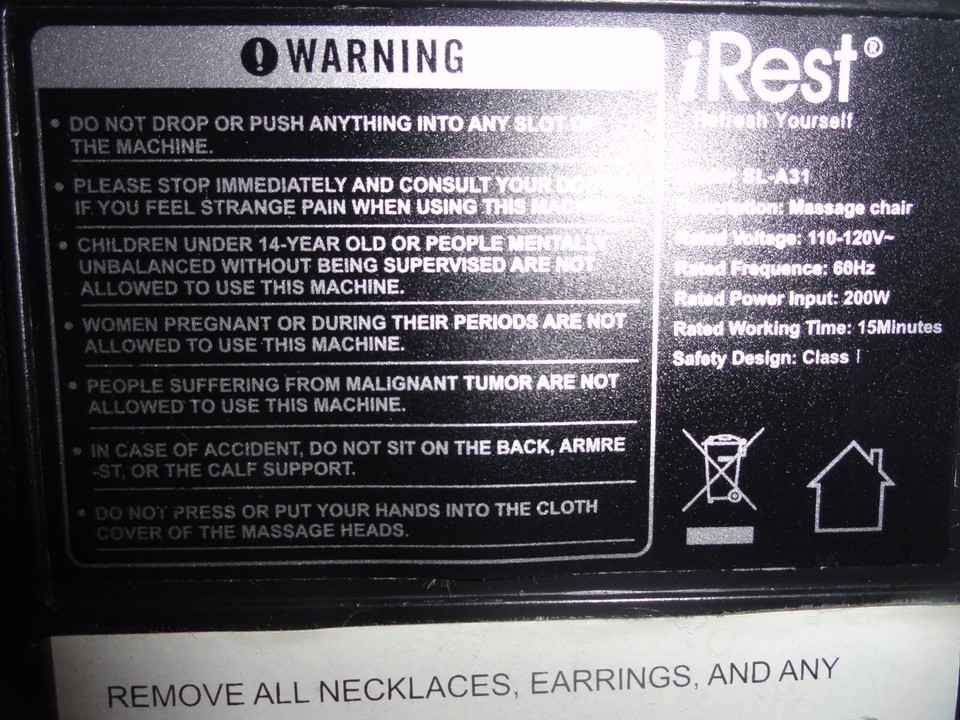 WARNING
• DO NOT DROP OR PUSH ANYTHING INTO ANY SLOT
THE MACHINE.
• PLEASE STOP IMMEDIATELY AND CONSULT YOUR
IF YOU FEEL STRANGE PAIN WHEN USING THIS
• CHILDREN UNDER 14-YEAR OLD OR PEOPLE MENTALLY
UNBALANCED WITHOUT BEING SUPERVISED ARE NOT
ALLOWED TO USE THIS MACHINE.
• WOMEN PREGNANT OR DURING THEIR PERIODS ARE NOT
ALLOWED TO USE THIS MACHINE.
• PEOPLE SUFFERING FROM MALIGNANT TUMOR ARE NOT
ALLOWED TO USE THIS MACHINE.
• IN CASE OF ACCIDENT, DO NOT SIT ON THE BACK, ARMRE
-ST, OR THE CALF SUPPORT.
• DO NOT PRESS OR PUT YOUR HANDS INTO THE CLOTH
COVER OF THE MASSAGE HEADS.
iRest®
Refresh Yourself
SL-A31
Massage chair
Rated Voltage: 110-120V~
Rated Frequence: 60Hz
Rated Power Input: 200W
Rated Working Time: 15Minutes
Safety Design: Class I
REMOVE ALL NECKLACES, EARRINGS, AND ANY